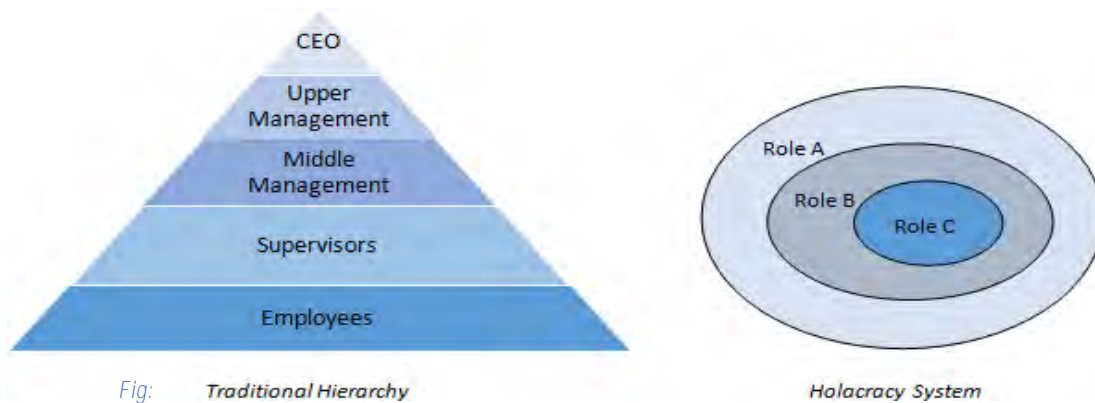 CEO
Upper
Management
Middle
Management
Supervisors
Employees
Role A
Role B
Role C
Fig: Traditional Hierarchy
Holacracy System